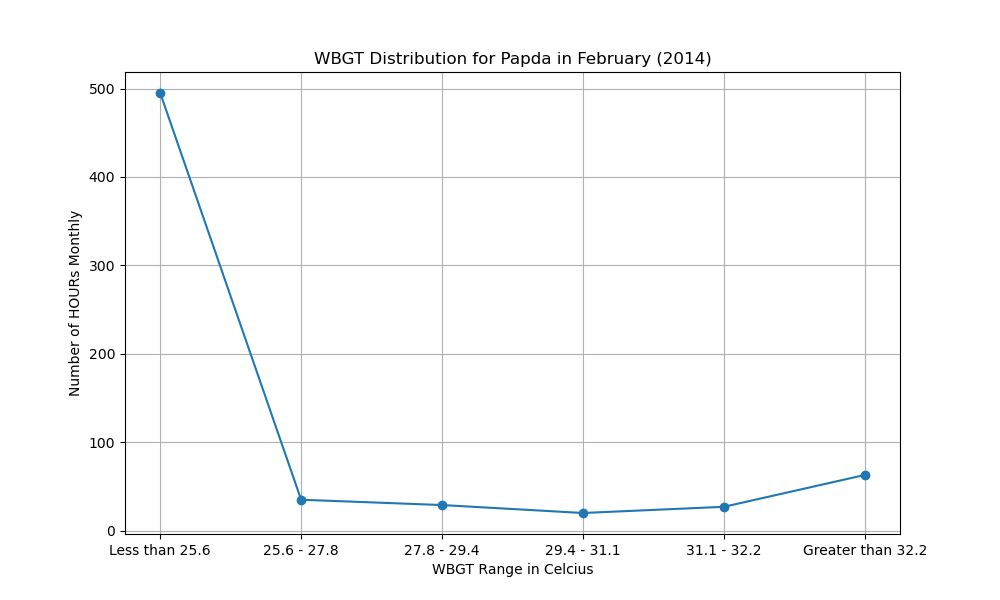 WBGT Distribution for Papda in February (2014)
Number of HOURs Monthly
500
400
300
200
100
0
Less than 25.6 25.6 - 27.8 27.8 - 29.4 29.4 - 31.1 31.1 - 32.2 Greater than 32.2
WBGT Range in Celcius